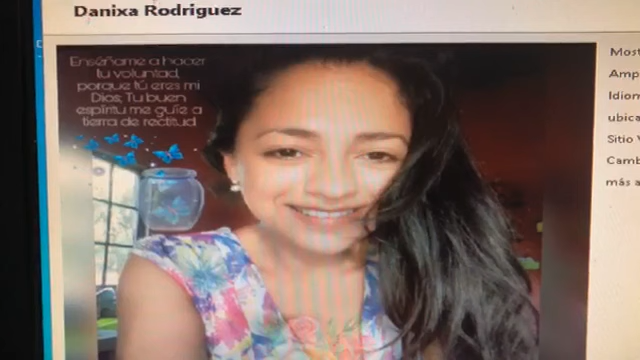 Danixa Rodriguez
Enséñame a hacer
tu voluntad,
porque tú eres mi
Dios; Tu buen
espíritu me guíe a
tierra de rectitud
Most
Amp
Idiom
ubica
Sitio
Camb
más a